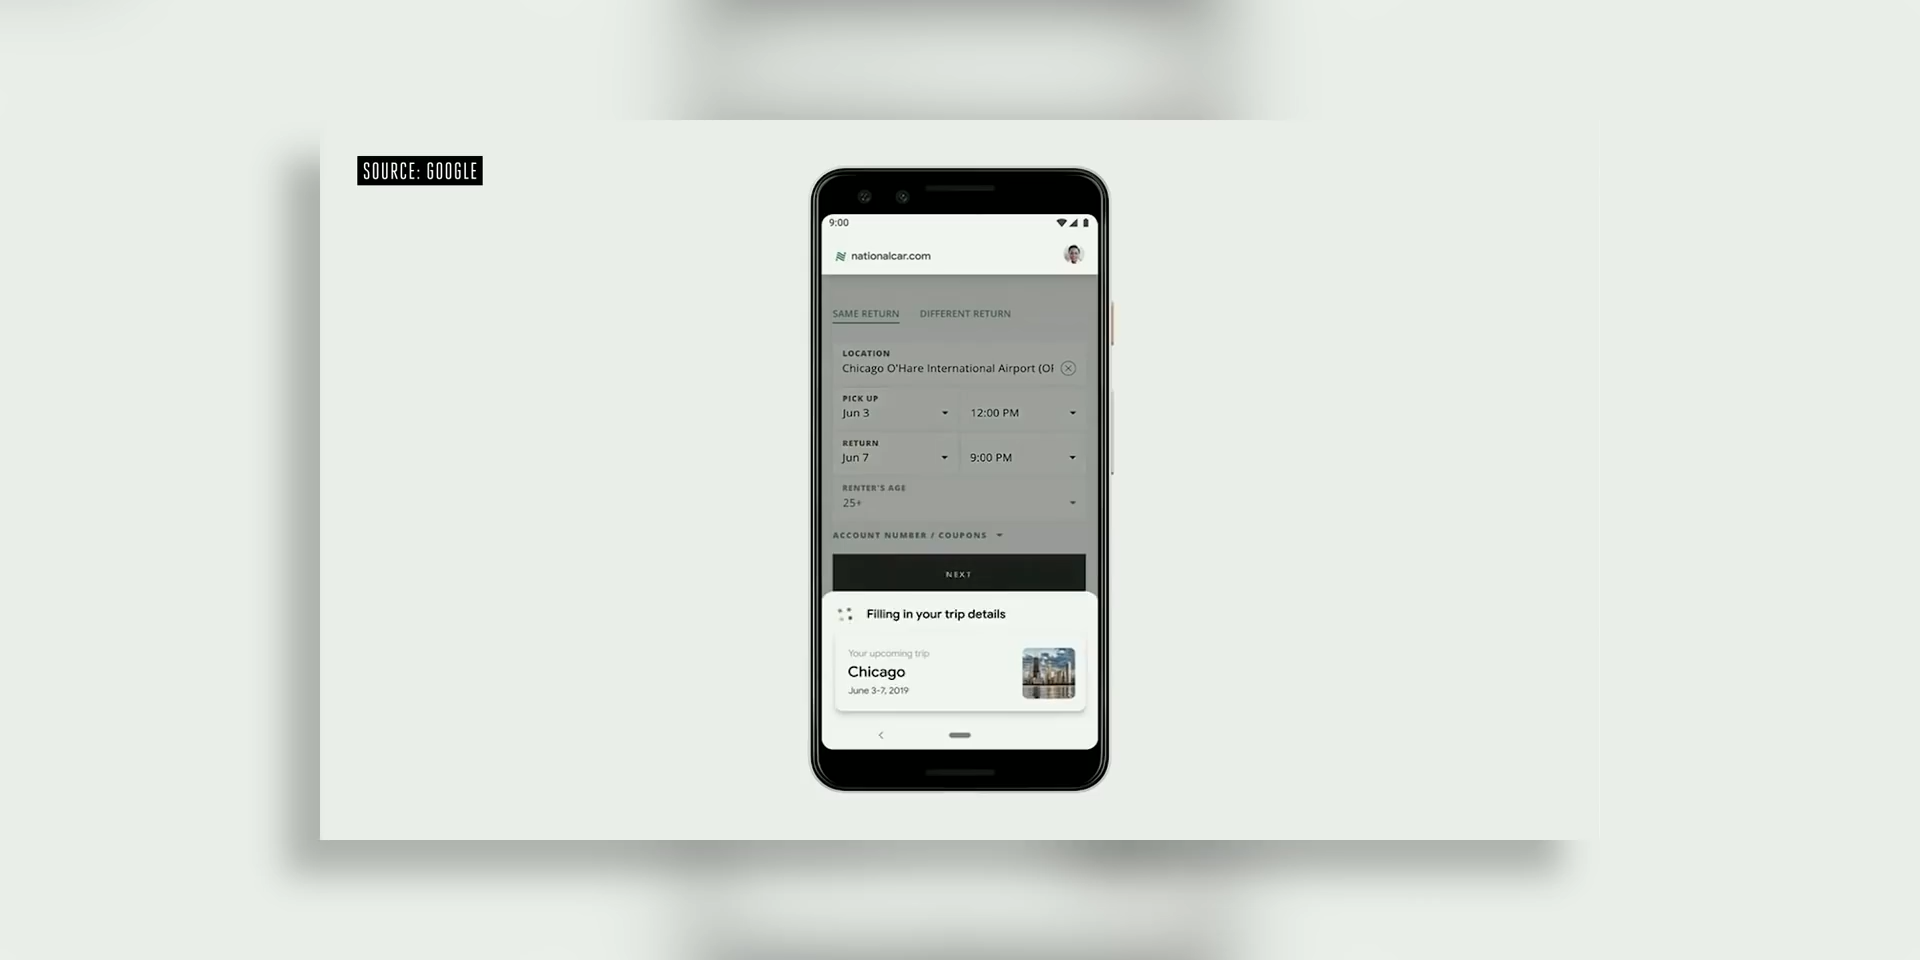 SOURCE: GOOGLE
9:00
nationalcar.com
SAME RETURN DIFFERENT RETURN
LOCATION
Chicago O'Hare International Airport (OR
PICK UP
Jun 3 12:00 PM
RETURN
Jun 7 9:00 PM
RENTER'S AGE
25+
ACCOUNT NUMBER / COUPONS
NEXT
Filling in your trip details
Your upcoming trip
Chicago
June 3-7, 2019